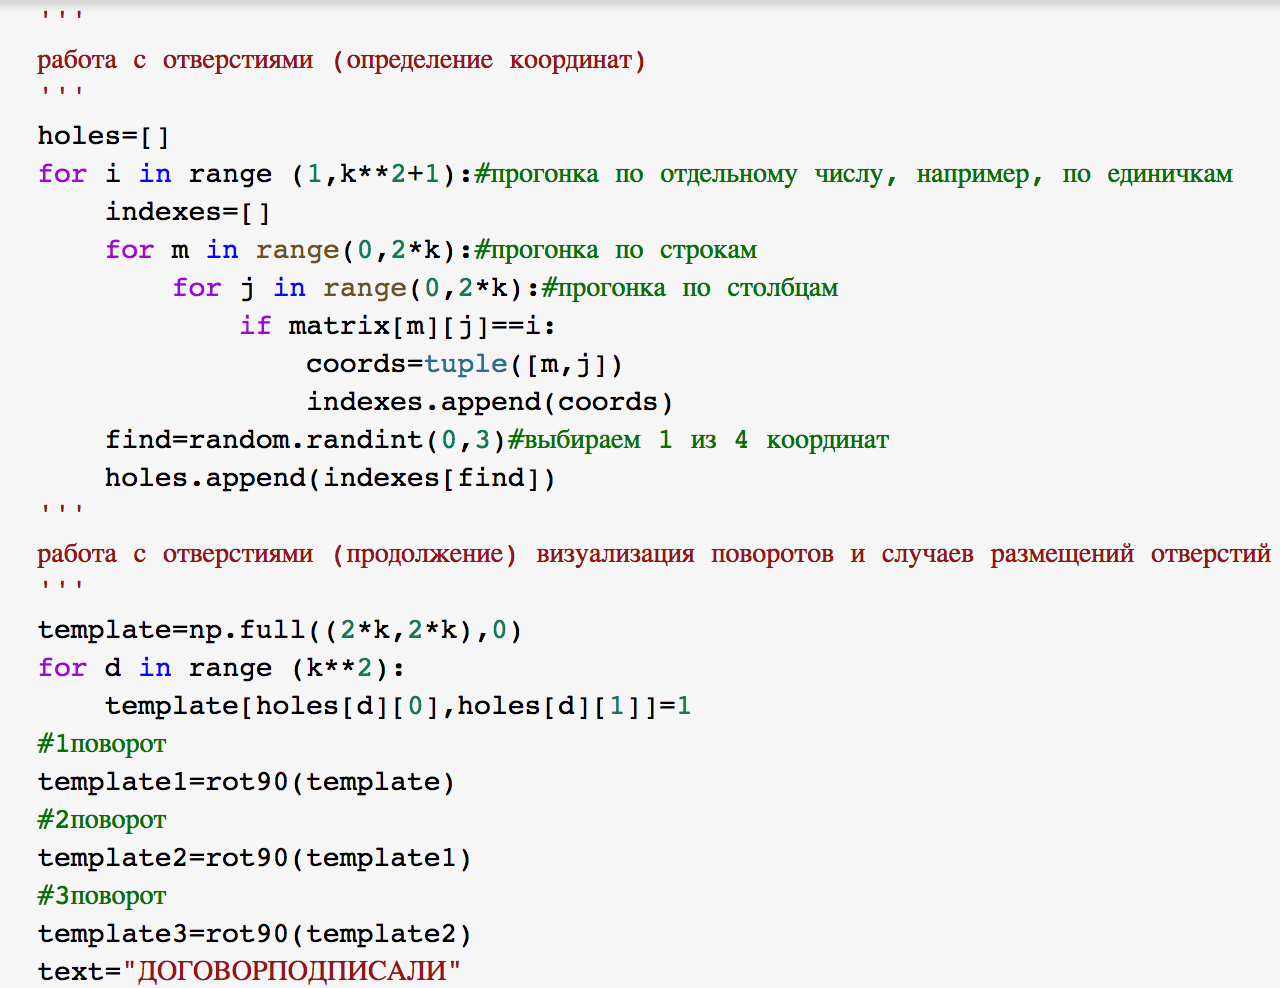 '''
работа с отверстиями (определение координат)
'''
holes=[]
for i in range (1,k**2+1):#прогонка по отдельному числу, например, по единичкам
    indexes=[]
    for m in range(0,2*k):#прогонка по строкам
        for j in range(0,2*k):#прогонка по столбцам
            if matrix[m][j]==i:
                coords=tuple([m,j])
                indexes.append(coords)
    find=random.randint(0,3)#выбираем 1 из 4 координат
    holes.append(indexes[find])
'''
работа с отверстиями (продолжение) визуализация поворотов и случаев размещений отверстий
'''
template=np.full((2*k,2*k),0)
for d in range (k**2):
    template[holes[d][0],holes[d][1]]=1
#1поворот
template1=rot90(template)
#2поворот
template2=rot90(template1)
#3поворот
template3=rot90(template2)
text="ДОГОВОРПОДПИСАЛИ"